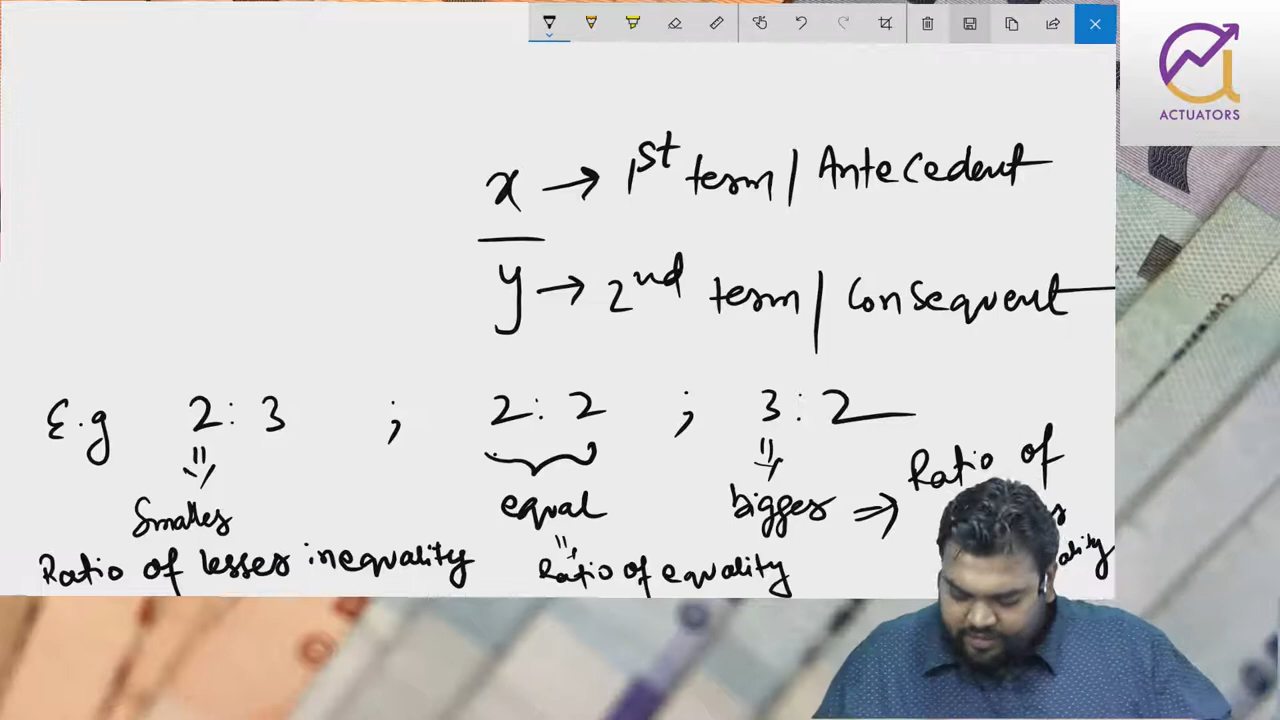 ACTUATORS
x → 1st term | Antecedent
y → 2nd term | Consequent
E.g 2 : 3 ; 2 : 2 ; 3 : 2
smaller equal bigger ⇒ Ratio of
Ratio of lesser inequality Ratio of equality